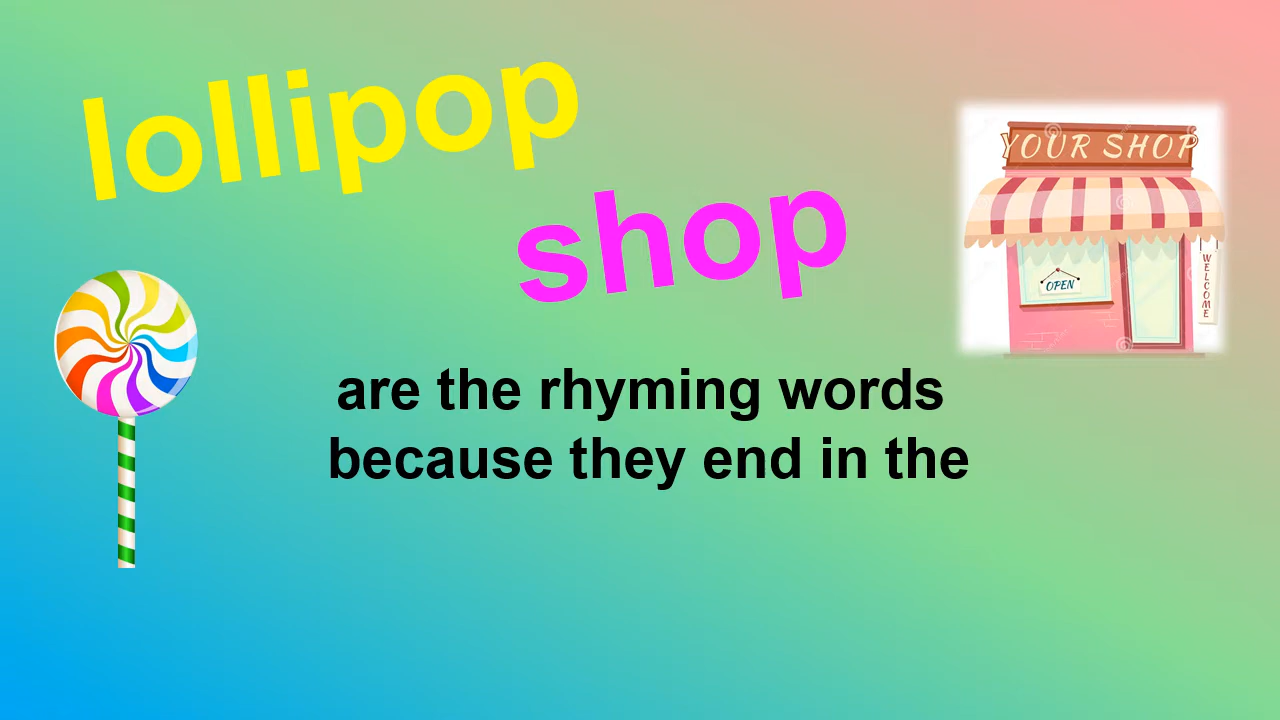 lollipop
shop
YOUR SHOP
OPEN
WELCOME
are the rhyming words
because they end in the